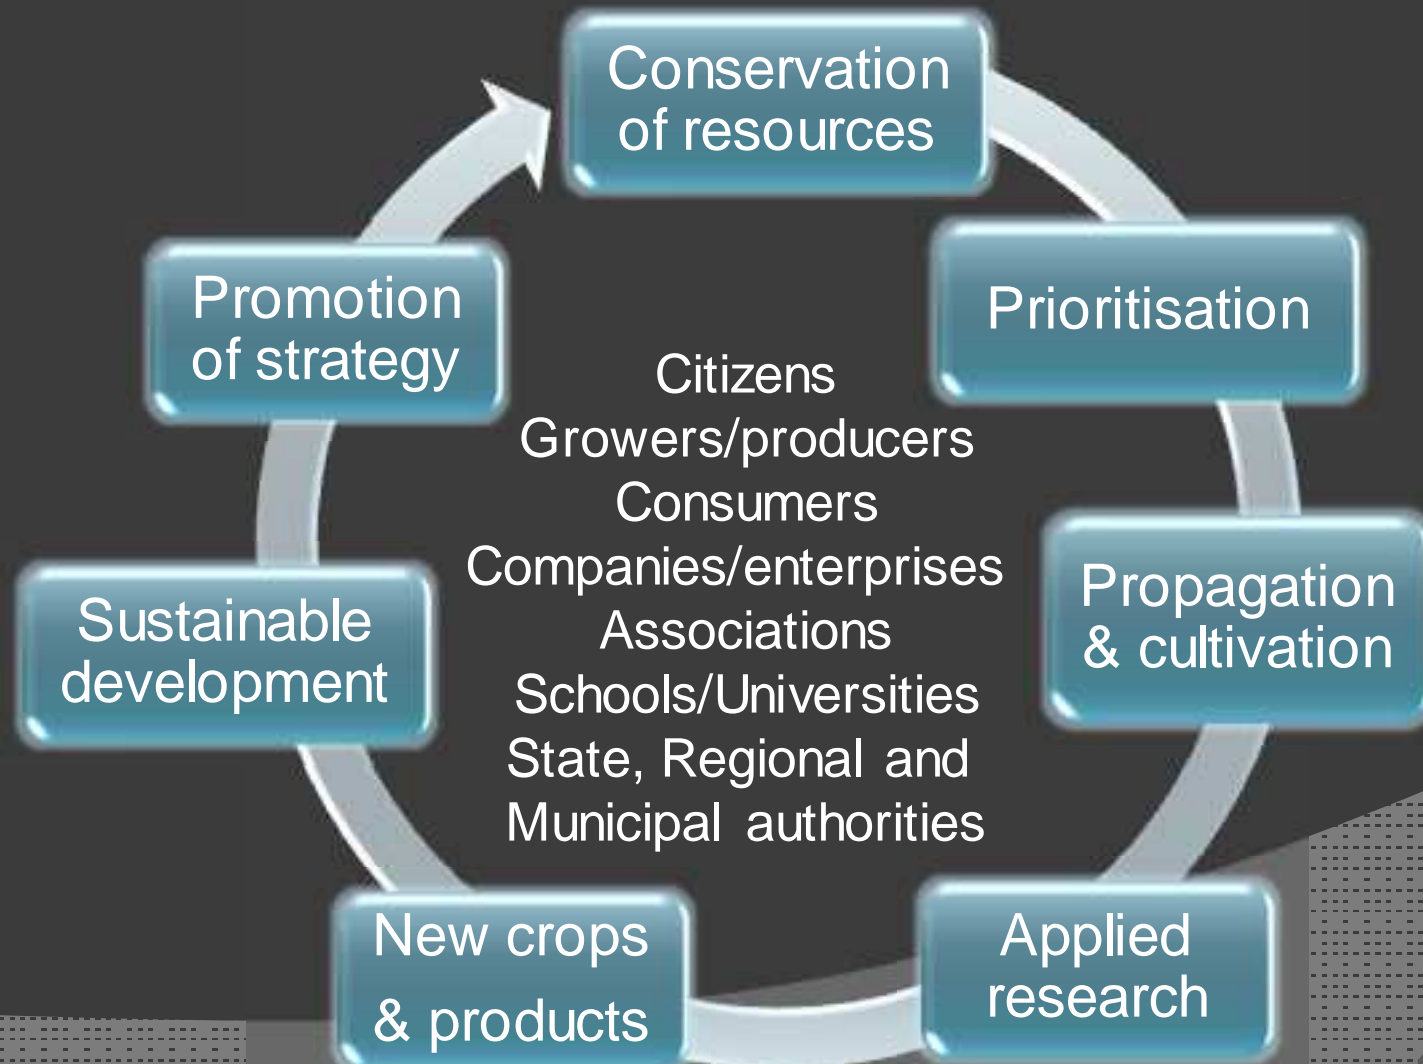 Conservation
of resources
Prioritisation
Propagation
& cultivation
Applied
research
New crops
& products
Sustainable
development
Promotion
of strategy
Citizens
Growers/producers
Consumers
Companies/enterprises
Associations
Schools/Universities
State, Regional and
Municipal authorities